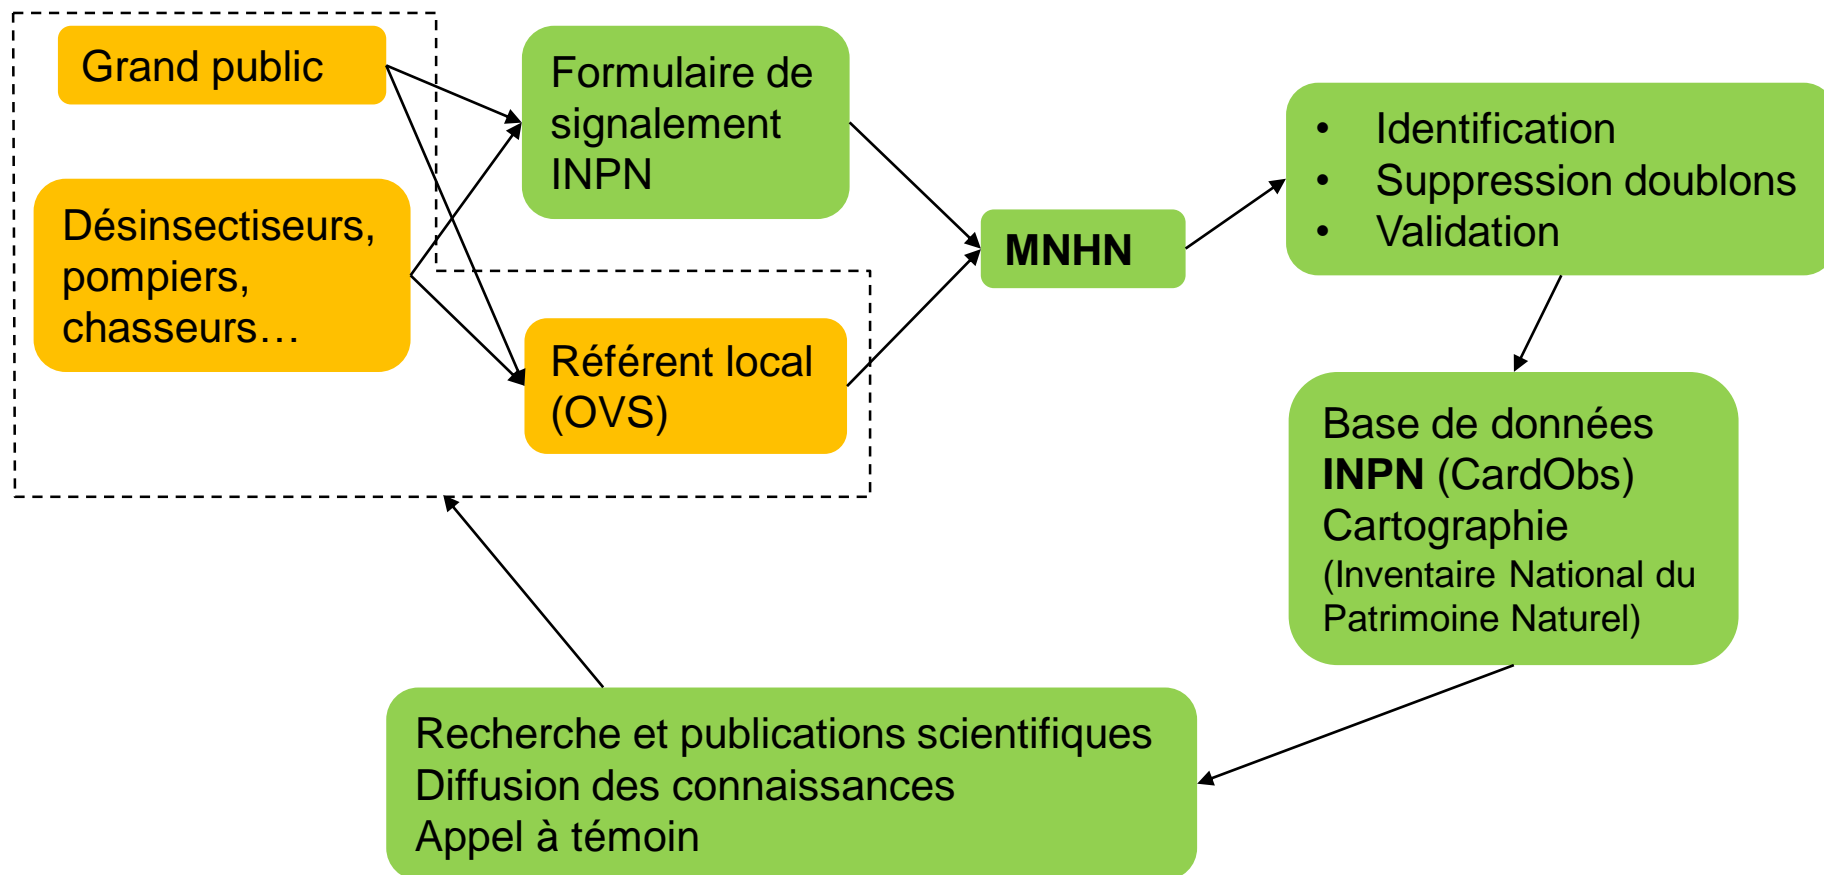 Grand public
Désinsectiseurs,
pompiers,
chasseurs…
Formulaire de
signalement
INPN
Référent local
(OVS)
MNHN
• Identification
• Suppression doublons
• Validation
Base de données
INPN (CardObs)
Cartographie
(Inventaire National du
Patrimoine Naturel)
Recherche et publications scientifiques
Diffusion des connaissances
Appel à témoin